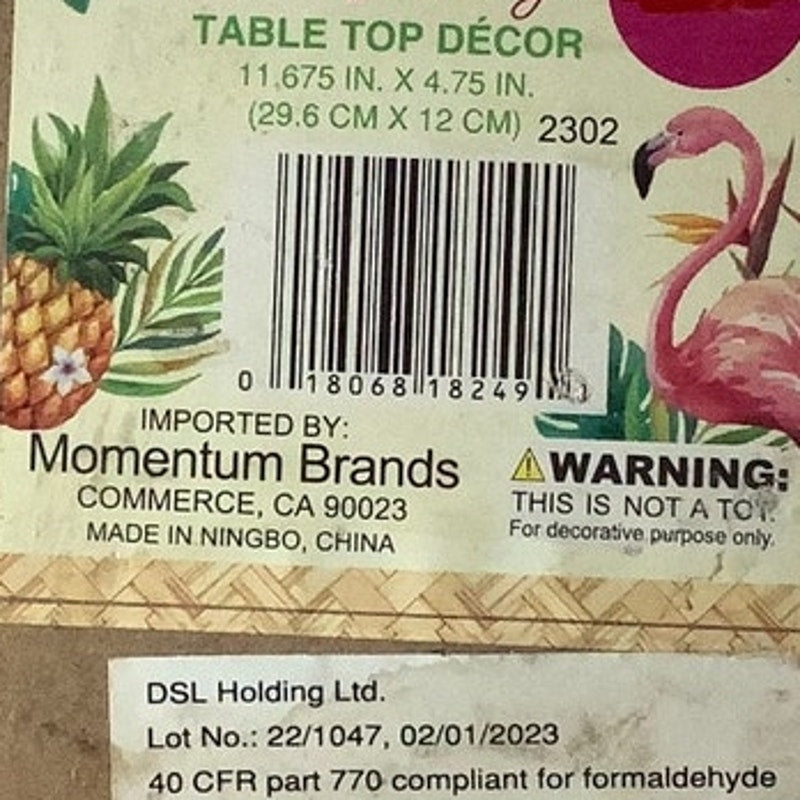 TABLE TOP DÉCOR
11.675 IN. X 4.75 IN.
(29.6 CM X 12 CM) 2302
0 18068 18249
IMPORTED BY:
Momentum Brands
COMMERCE, CA 90023
MADE IN NINGBO, CHINA
WARNING:
THIS IS NOT A TOY.
For decorative purpose only.
DSL Holding Ltd.
Lot No.: 22/1047, 02/01/2023
40 CFR part 770 compliant for formaldehyde